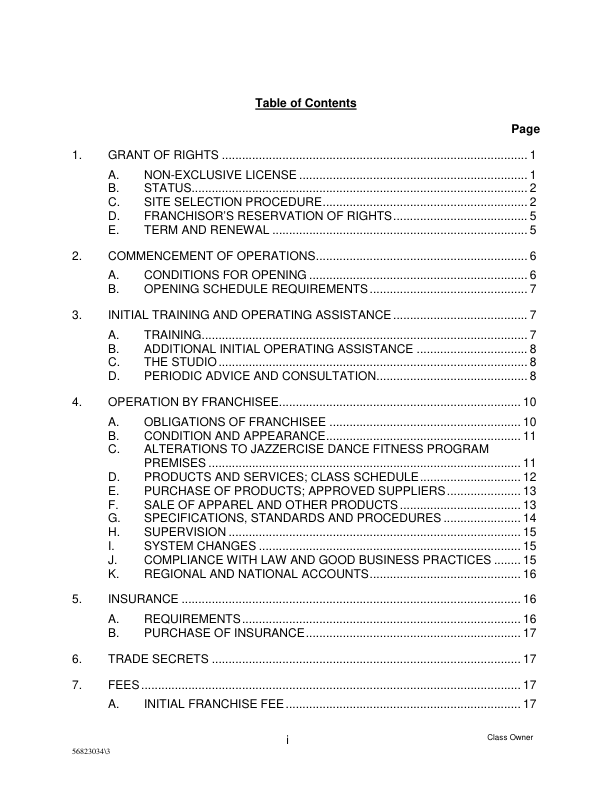 Table of Contents
Page
1. GRANT OF RIGHTS ........................................................................................... 1
A. NON-EXCLUSIVE LICENSE .................................................................... 1
B. STATUS.................................................................................................... 2
C. SITE SELECTION PROCEDURE............................................................. 2
D. FRANCHISOR'S RESERVATION OF RIGHTS........................................ 5
E. TERM AND RENEWAL ............................................................................ 5
2. COMMENCEMENT OF OPERATIONS............................................................... 6
A. CONDITIONS FOR OPENING ................................................................. 6
B. OPENING SCHEDULE REQUIREMENTS............................................... 7
3. INITIAL TRAINING AND OPERATING ASSISTANCE ........................................ 7
A. TRAINING................................................................................................. 7
B. ADDITIONAL INITIAL OPERATING ASSISTANCE ................................. 8
C. THE STUDIO ............................................................................................ 8
D. PERIODIC ADVICE AND CONSULTATION............................................. 8
4. OPERATION BY FRANCHISEE........................................................................ 10
A. OBLIGATIONS OF FRANCHISEE ......................................................... 10
B. CONDITION AND APPEARANCE.......................................................... 11
C. ALTERATIONS TO JAZZERCISE DANCE FITNESS PROGRAM
PREMISES ............................................................................................. 11
D. PRODUCTS AND SERVICES; CLASS SCHEDULE.............................. 12
E. PURCHASE OF PRODUCTS; APPROVED SUPPLIERS...................... 13
F. SALE OF APPAREL AND OTHER PRODUCTS .................................... 13
G. SPECIFICATIONS, STANDARDS AND PROCEDURES ....................... 14
H. SUPERVISION ....................................................................................... 15
I. SYSTEM CHANGES .............................................................................. 15
J. COMPLIANCE WITH LAW AND GOOD BUSINESS PRACTICES ........ 15
K. REGIONAL AND NATIONAL ACCOUNTS............................................. 16
5. INSURANCE ..................................................................................................... 16
A. REQUIREMENTS................................................................................... 16
B. PURCHASE OF INSURANCE................................................................ 17
6. TRADE SECRETS ............................................................................................ 17
7. FEES................................................................................................................. 17
A. INITIAL FRANCHISE FEE...................................................................... 17
i
Class Owner
56823034\3